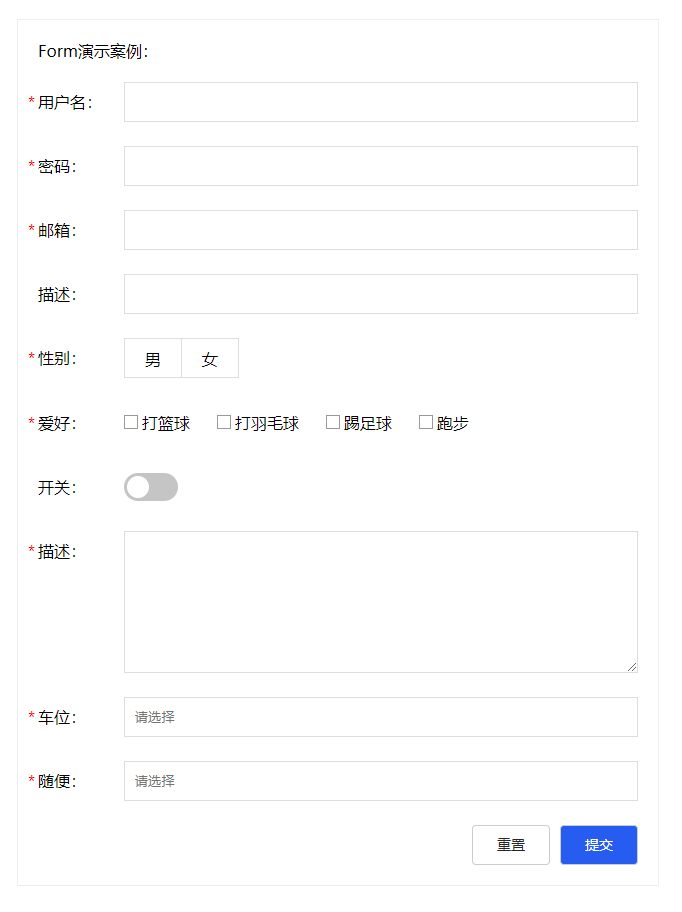 Form演示案例：
* 用户名：
* 密码：
* 邮箱：
描述：
* 性别： 男 女
* 爱好： 打篮球 打羽毛球 踢足球 跑步
开关：
* 描述：
* 车位： 请选择
* 随便： 请选择
重置 提交